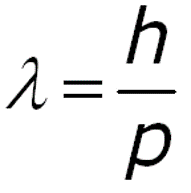 λ = h/p